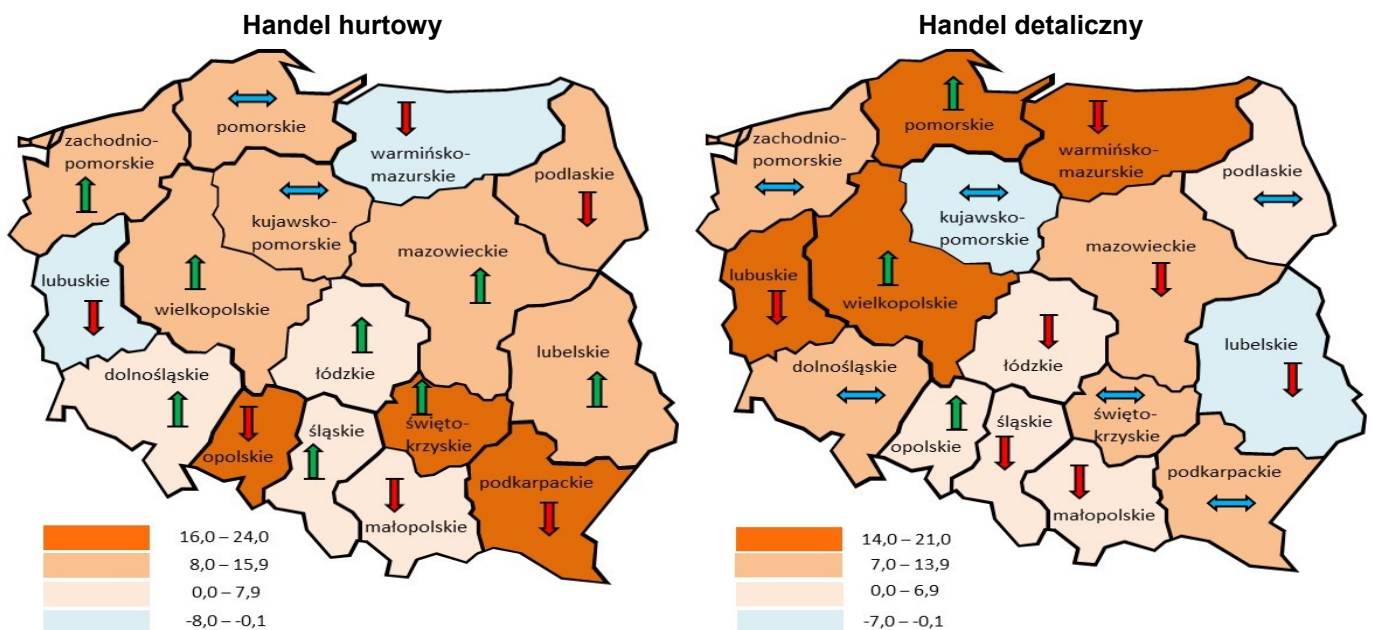 Handel hurtowy
pomorskie
zachodnio-
pomorskie
warmińsko-
mazurskie
podlaskie
kujawsko-
pomorskie
mazowieckie
lubuskie
wielkopolskie
lubelskie
dolnośląskie
łódzkie
opolskie
śląskie
święto-
krzyskie
podkarpackie
małopolskie
16,0 – 24,0
8,0 – 15,9
0,0 – 7,9
-8,0 – -0,1
Handel detaliczny
pomorskie
zachodnio-
pomorskie
warmińsko-
mazurskie
podlaskie
kujawsko-
pomorskie
mazowieckie
lubuskie
wielkopolskie
lubelskie
dolnośląskie
łódzkie
opolskie
śląskie
święto-
krzyskie
podkarpackie
małopolskie
14,0 – 21,0
7,0 – 13,9
0,0 – 6,9
-7,0 – -0,1